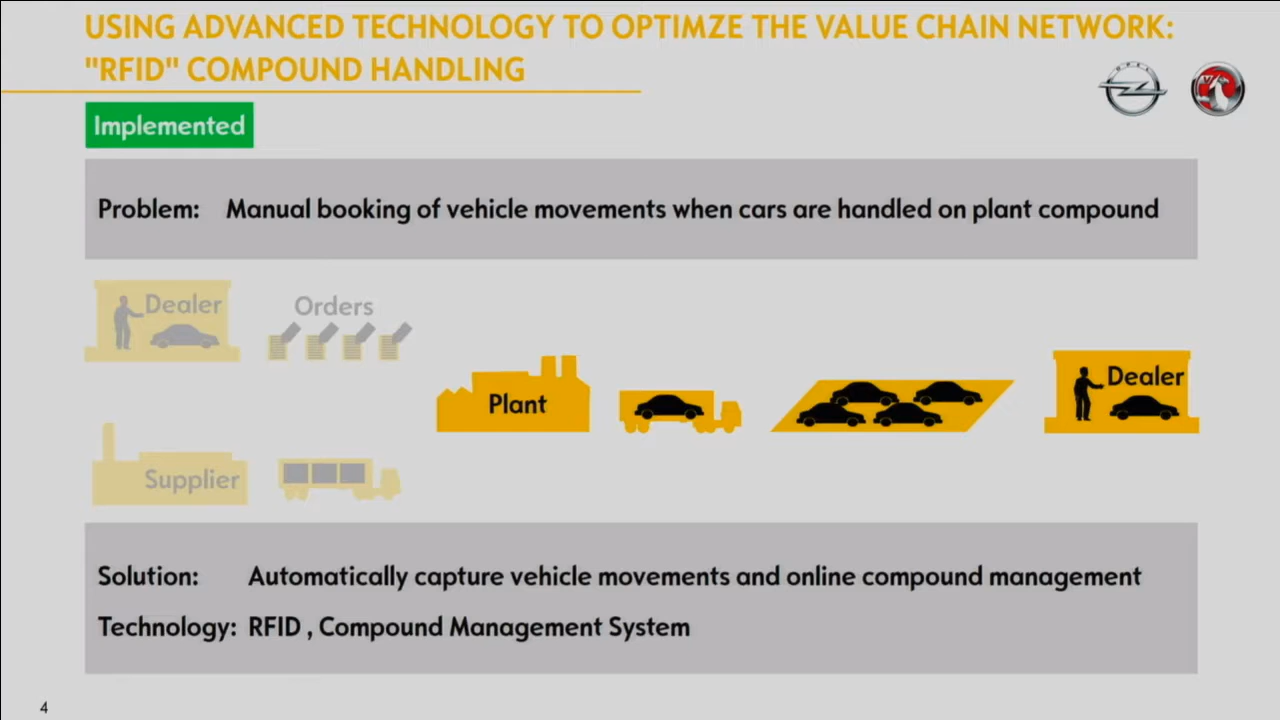 USING ADVANCED TECHNOLOGY TO OPTIMZE THE VALUE CHAIN NETWORK:
"RFID" COMPOUND HANDLING
OPEL
Implemented
Problem: Manual booking of vehicle movements when cars are handled on plant compound
Dealer
Orders
Plant
Dealer
Supplier
Solution: Automatically capture vehicle movements and online compound management
Technology: RFID , Compound Management System
4